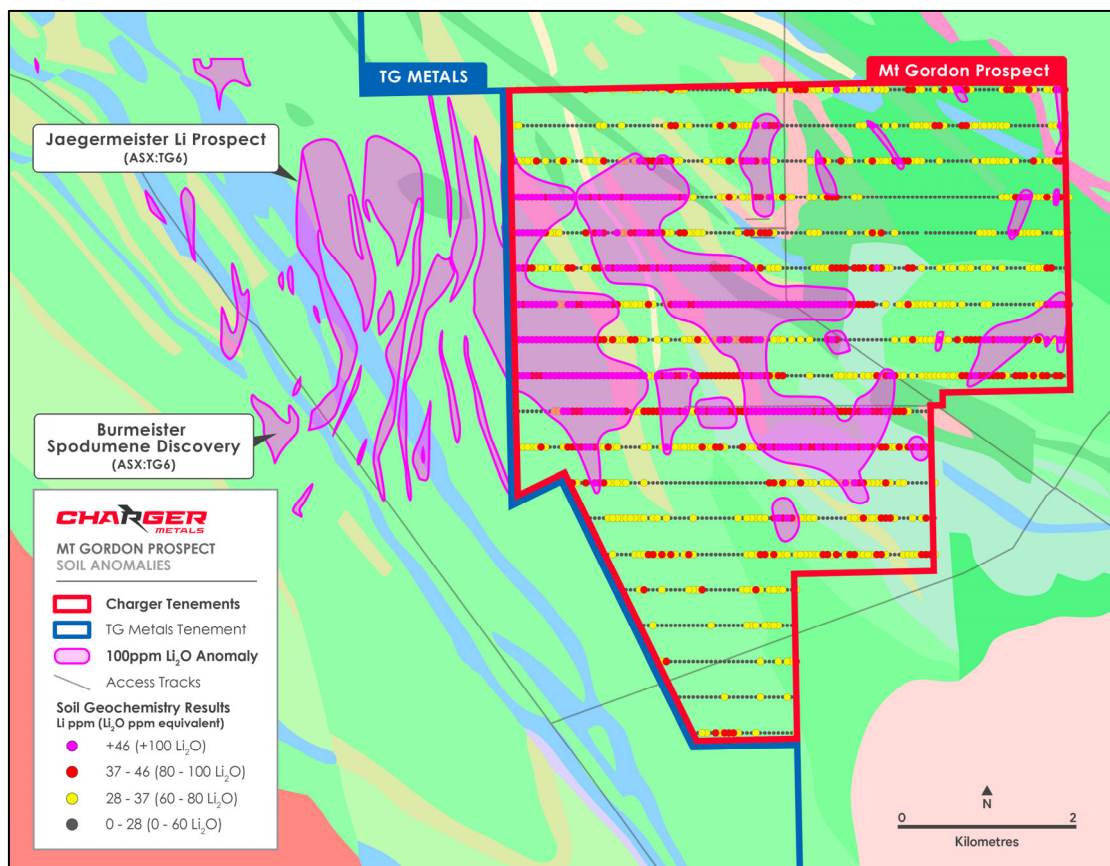 TG METALS
Mt Gordon Prospect
Jaegermeister Li Prospect
(ASX:TG6)
Burmeister
Spodumene Discovery
(ASX:TG6)
CHARGER
METALS
MT GORDON PROSPECT
SOIL ANOMALIES
Charger Tenements
TG Metals Tenement
100ppm Li₂O Anomaly
Access Tracks
Soil Geochemistry Results
Li ppm (Li₂O ppm equivalent)
+46 (+100 Li₂O)
37 - 46 (80 - 100 Li₂O)
28 - 37 (60 - 80 Li₂O)
0 - 28 (0 - 60 Li₂O)
N
0 2
Kilometres